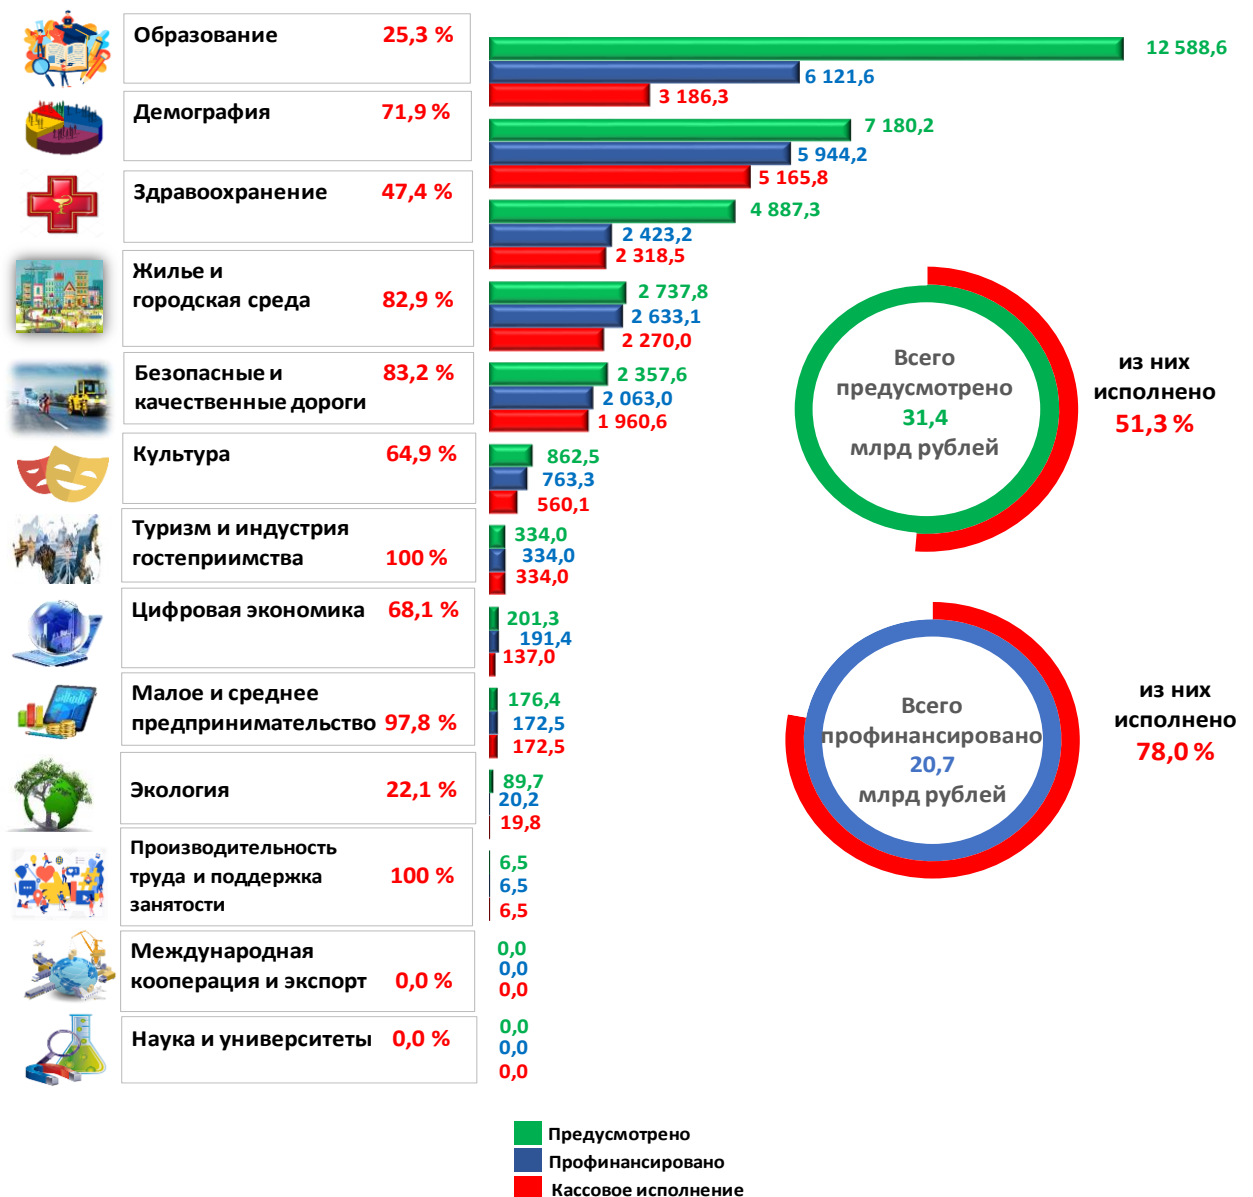 Образование 25,3 %
12 588,6
6 121,6
3 186,3
Демография 71,9 %
7 180,2
5 944,2
5 165,8
Здравоохранение 47,4 %
4 887,3
2 423,2
2 318,5
Жилье и
городская среда 82,9 %
2 737,8
2 633,1
2 270,0
Безопасные и 83,2 %
качественные дороги
2 357,6
2 063,0
1 960,6
Культура 64,9 %
862,5
763,3
560,1
Туризм и индустрия
гостеприимства 100 %
334,0
334,0
334,0
Цифровая экономика 68,1 %
201,3
191,4
137,0
Малое и среднее
предпринимательство 97,8 %
176,4
172,5
172,5
Экология 22,1 %
89,7
20,2
19,8
Производительность
труда и поддержка 100 %
занятости
6,5
6,5
6,5
Международная
кооперация и экспорт 0,0 %
0,0
0,0
0,0
Наука и университеты 0,0 %
0,0
0,0
0,0
Всего
предусмотрено
31,4
млрд рублей
из них
исполнено
51,3 %
Всего
профинансировано
20,7
млрд рублей
из них
исполнено
78,0 %
Предусмотрено
Профинансировано
Кассовое исполнение